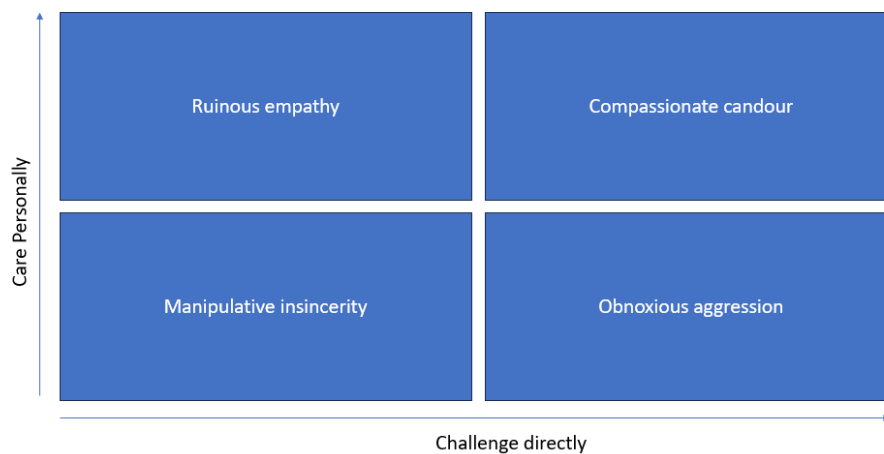 Ruinous empathy
Compassionate candour
Care Personally
Manipulative insincerity
Obnoxious aggression
Challenge directly